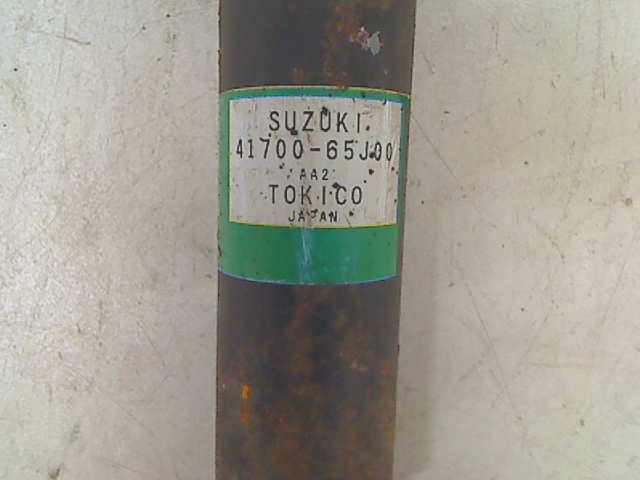 SUZUKI
41700-65J00
AA2
TOKICO
JAPAN